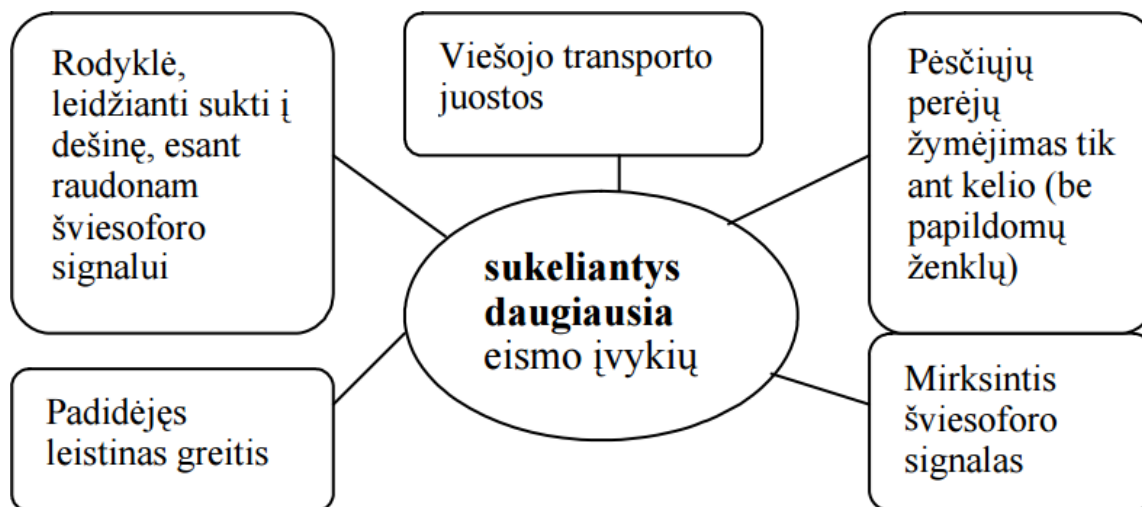 Rodyklė,
leidžianti sukti į
dešinę, esant
raudonam
šviesoforo
signalui
Viešojo transporto
juostos
Pėsčiųjų
perėjų
žymėjimas tik
ant kelio (be
papildomų
ženklų)
sukeliantys
daugiausia
eismo įvykių
Padidėjęs
leistinas greitis
Mirksintis
šviesoforo
signalas